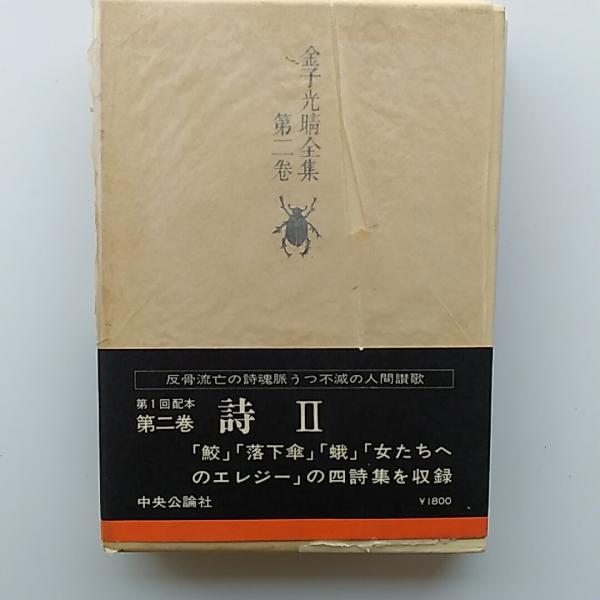 金子光晴全集
第二巻
反骨流亡の詩魂脈うつ不滅の人間讃歌
第1回配本
第二巻 詩 Ⅱ
「鮫」「落下傘」「蛾」「女たちへ
のエレジー」の四詩集を収録
中央公論社 ¥1800